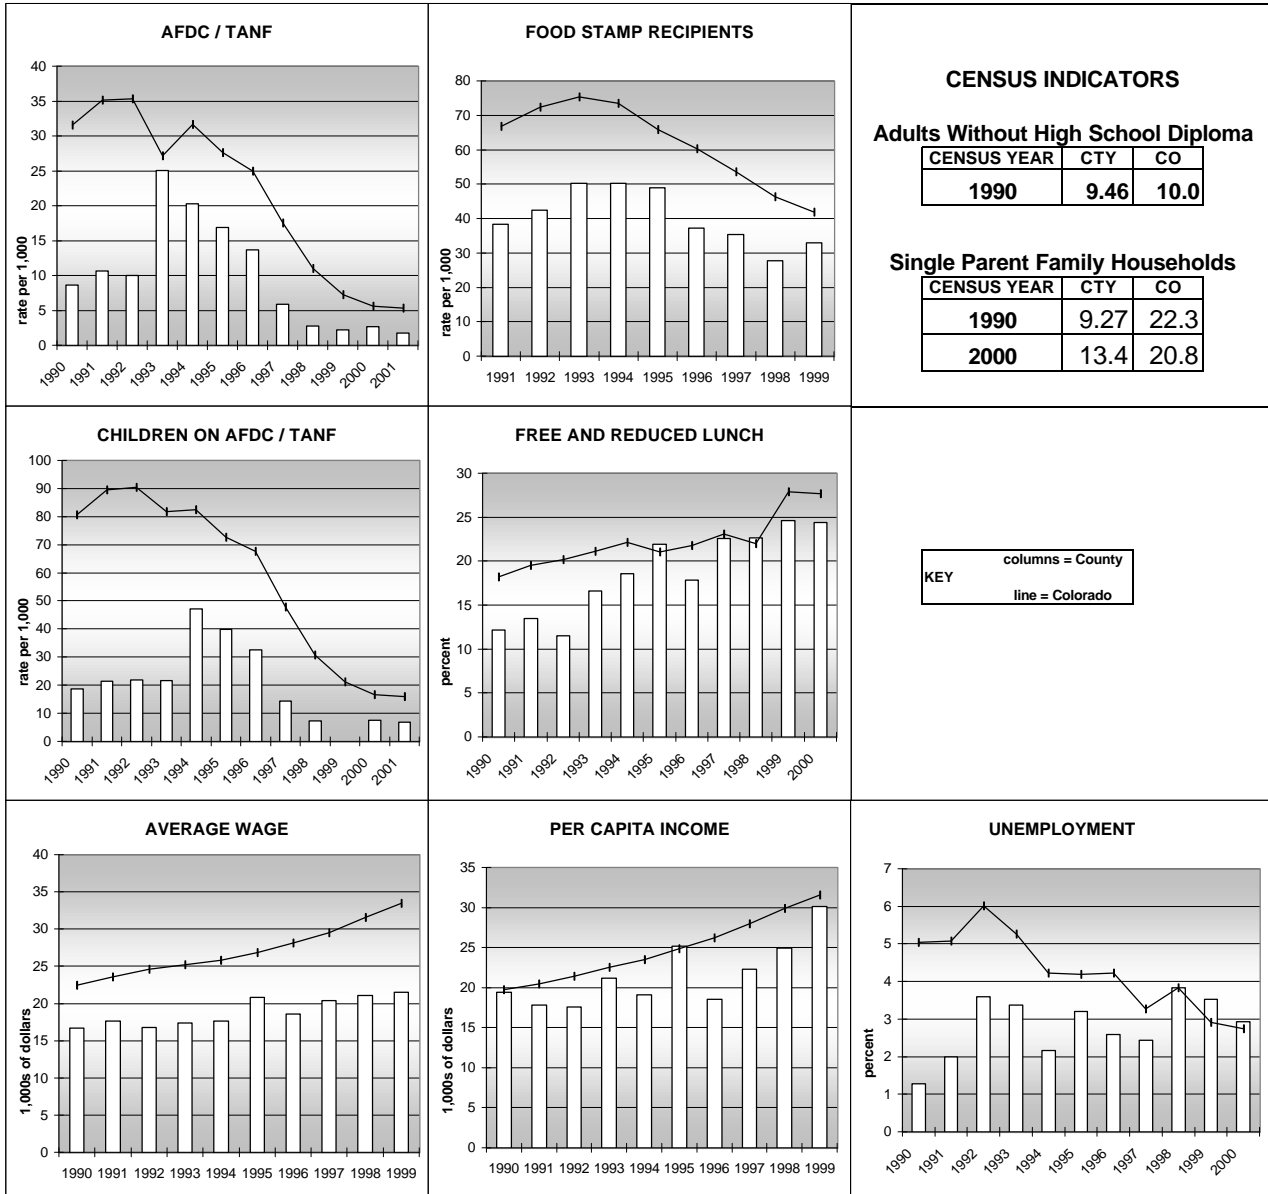 AFDC / TANF
40
35
30
25
20
15
10
5
0
rate per 1,000
1990 1991 1992 1993 1994 1995 1996 1997 1998 1999 2000 2001
FOOD STAMP RECIPIENTS
80
70
60
50
40
30
20
10
0
rate per 1,000
1991 1992 1993 1994 1995 1996 1997 1998 1999
CENSUS INDICATORS
Adults Without High School Diploma
CENSUS YEAR CTY CO
1990 9.46 10.0
Single Parent Family Households
CENSUS YEAR CTY CO
1990 9.27 22.3
2000 13.4 20.8
CHILDREN ON AFDC / TANF
100
90
80
70
60
50
40
30
20
10
0
rate per 1,000
1990 1991 1992 1993 1994 1995 1996 1997 1998 1999 2000 2001
FREE AND REDUCED LUNCH
30
25
20
15
10
5
0
percent
1990 1991 1992 1993 1994 1995 1996 1997 1998 1999 2000
KEY
columns = County
line = Colorado
AVERAGE WAGE
40
35
30
25
20
15
10
5
0
1,000s of dollars
1990 1991 1992 1993 1994 1995 1996 1997 1998 1999
PER CAPITA INCOME
35
30
25
20
15
10
5
0
1,000s of dollars
1990 1991 1992 1993 1994 1995 1996 1997 1998 1999
UNEMPLOYMENT
7
6
5
4
3
2
1
0
percent
1990 1991 1992 1993 1994 1995 1996 1997 1998 1999 2000